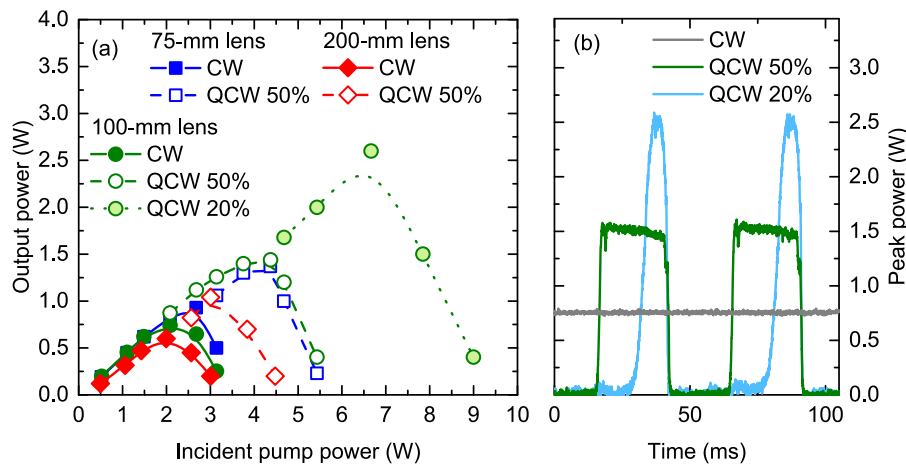 (a)
75-mm lens
CW
QCW 50%
200-mm lens
CW
QCW 50%
100-mm lens
CW
QCW 50%
QCW 20%
4.0
3.5
3.0
2.5
2.0
1.5
1.0
0.5
0.0
Output power (W)
0 1 2 3 4 5 6 7 8 9 10
Incident pump power (W)
(b)
CW
QCW 50%
QCW 20%
3.0
2.5
2.0
1.5
1.0
0.5
0.0
Peak power (W)
0 50 100
Time (ms)